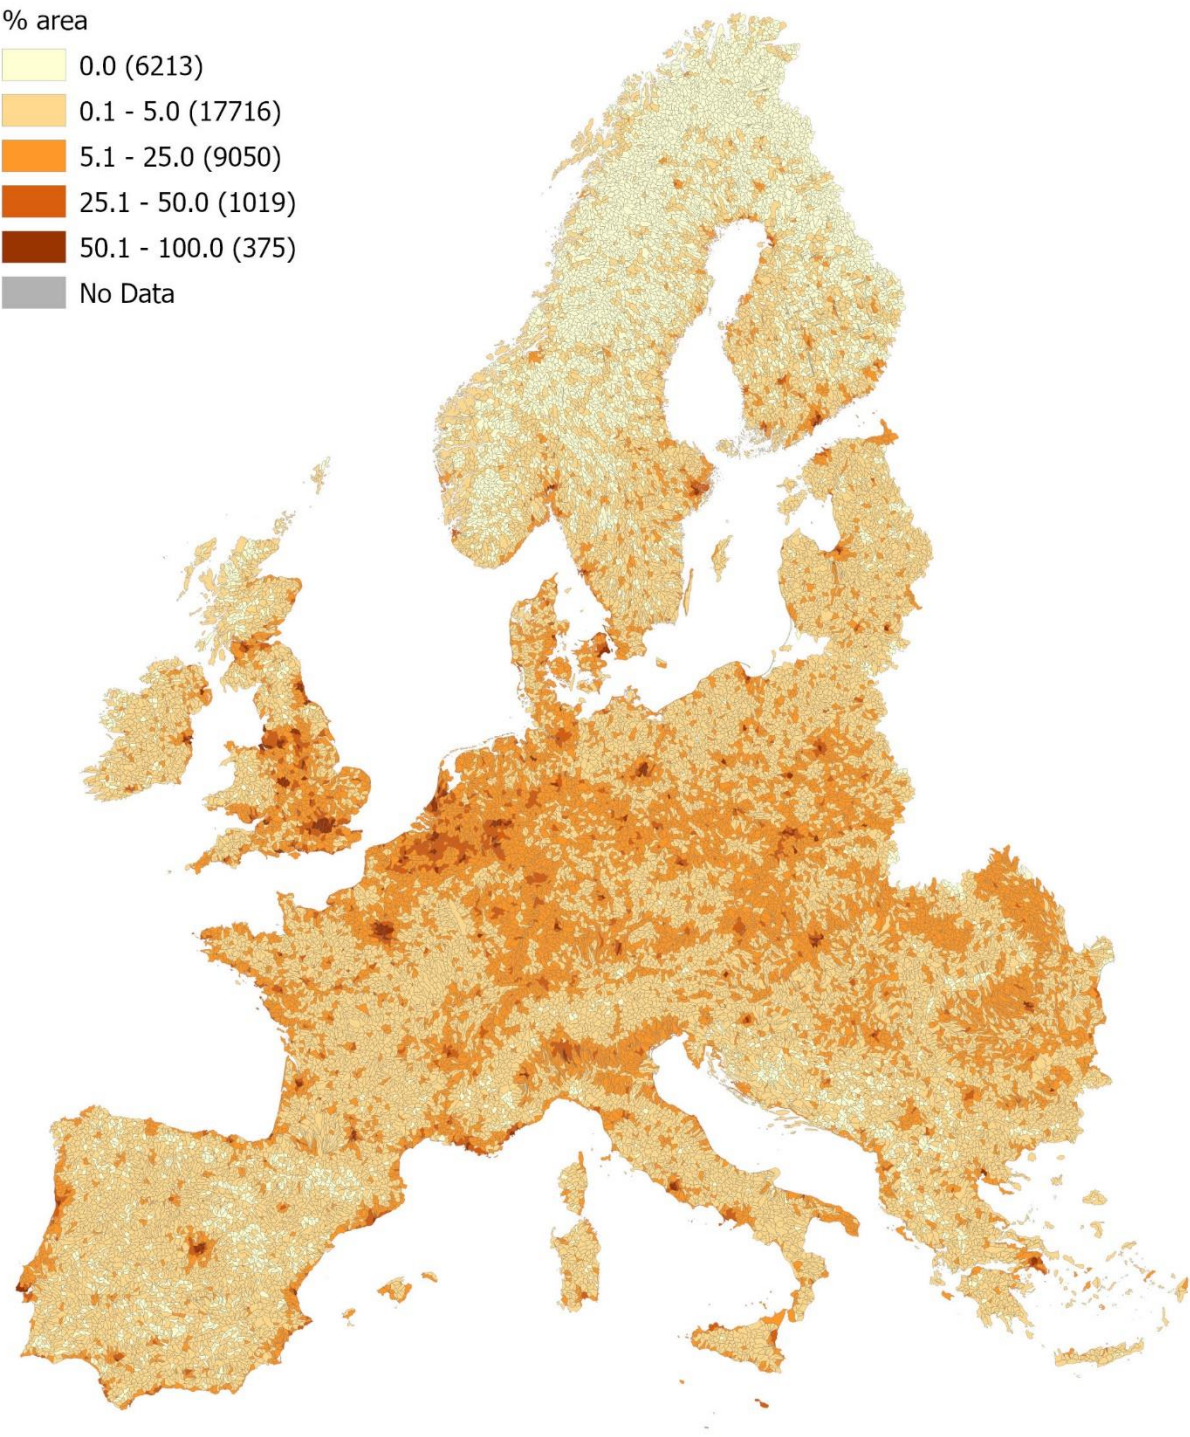 % area
0.0 (6213)
0.1 - 5.0 (17716)
5.1 - 25.0 (9050)
25.1 - 50.0 (1019)
50.1 - 100.0 (375)
No Data